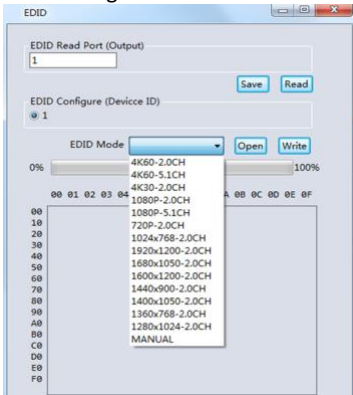 EDID
EDID Read Port (Output)
1
Save Read
EDID Configure (Devicce ID)
1
EDID Mode Open Write
0% 100%
4K60-2.0CH
4K60-5.1CH
4K30-2.0CH
1080P-2.0CH
1080P-5.1CH
720P-2.0CH
1024x768-2.0CH
1920x1200-2.0CH
1680x1050-2.0CH
1600x1200-2.0CH
1440x900-2.0CH
1400x1050-2.0CH
1360x768-2.0CH
1280x1024-2.0CH
MANUAL
00 01 02 03 04 0B 0C 0D 0E 0F
00
10
20
30
40
50
60
70
80
90
A0
B0
C0
D0
E0
F0